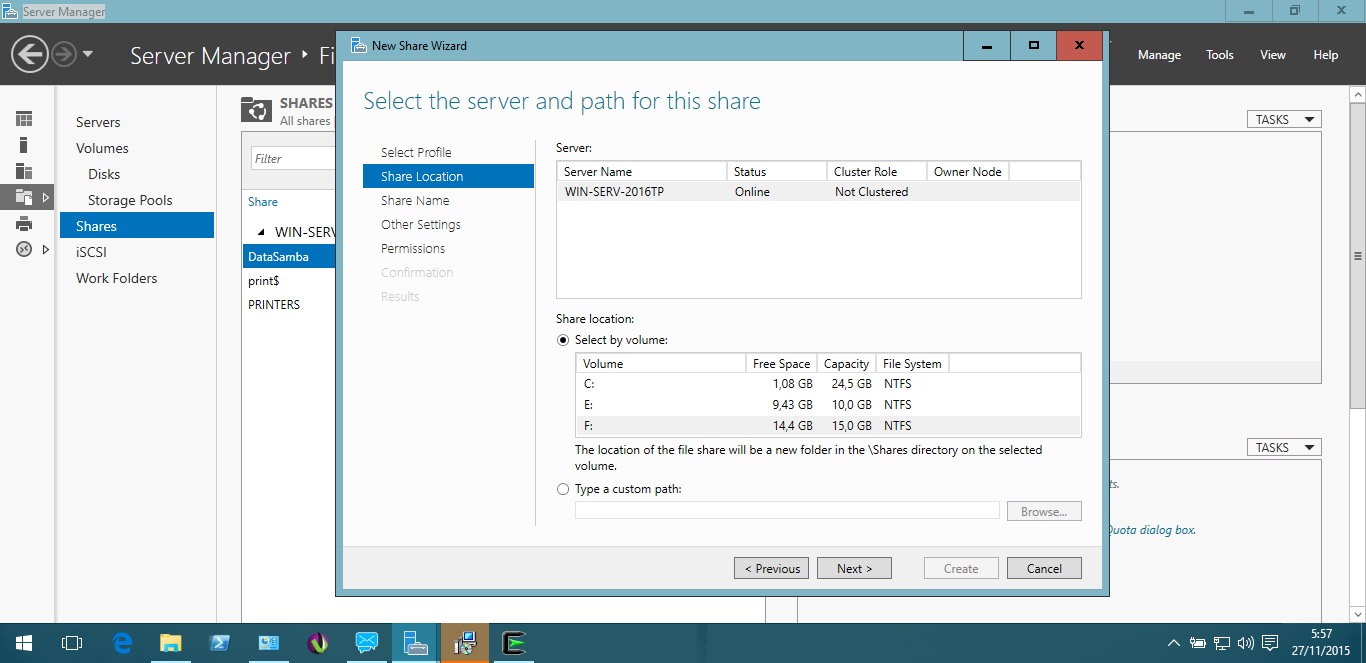 Server Manager
Server Manager ‣ Fi
Manage Tools View Help
New Share Wizard
Select the server and path for this share
Servers
Volumes
Disks
Storage Pools
Shares
iSCSI
Work Folders
SHARES
All shares
Filter
Share
WIN-SERV
DataSamba
print$
PRINTERS
Select Profile
Share Location
Share Name
Other Settings
Permissions
Confirmation
Results
Server:
Server Name Status Cluster Role Owner Node
WIN-SERV-2016TP Online Not Clustered
Share location:
Select by volume:
Volume Free Space Capacity File System
C: 1,08 GB 24,5 GB NTFS
E: 9,43 GB 10,0 GB NTFS
F: 14,4 GB 15,0 GB NTFS
The location of the file share will be a new folder in the \Shares directory on the selected
volume.
Type a custom path:
Browse...
< Previous Next > Create Cancel
TASKS
TASKS
ts.
Quota dialog box.
5:57
27/11/2015